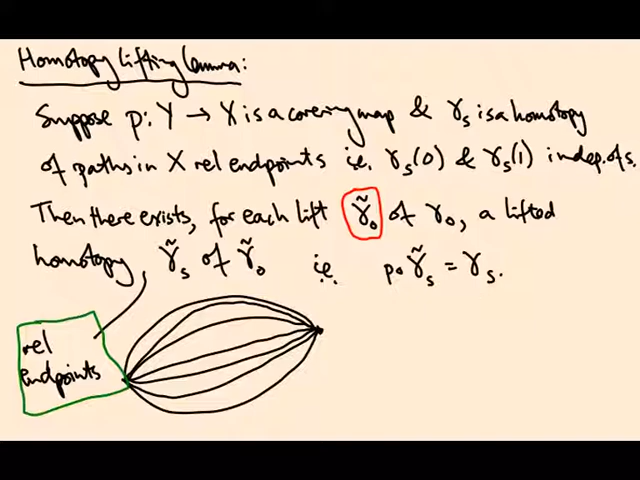 Homotopy lifting lemma:
Suppose p: Y → X is a covering map & γₛ is a homotopy
of paths in X rel endpoints i.e. γₛ(0) & γₛ(1) indep. of s.
Then there exists, for each lift γ̃₀ of γ₀, a lifted
homotopy, γ̃ₛ of γ̃₀ i.e. p∘γ̃ₛ = γₛ.
rel
endpoints